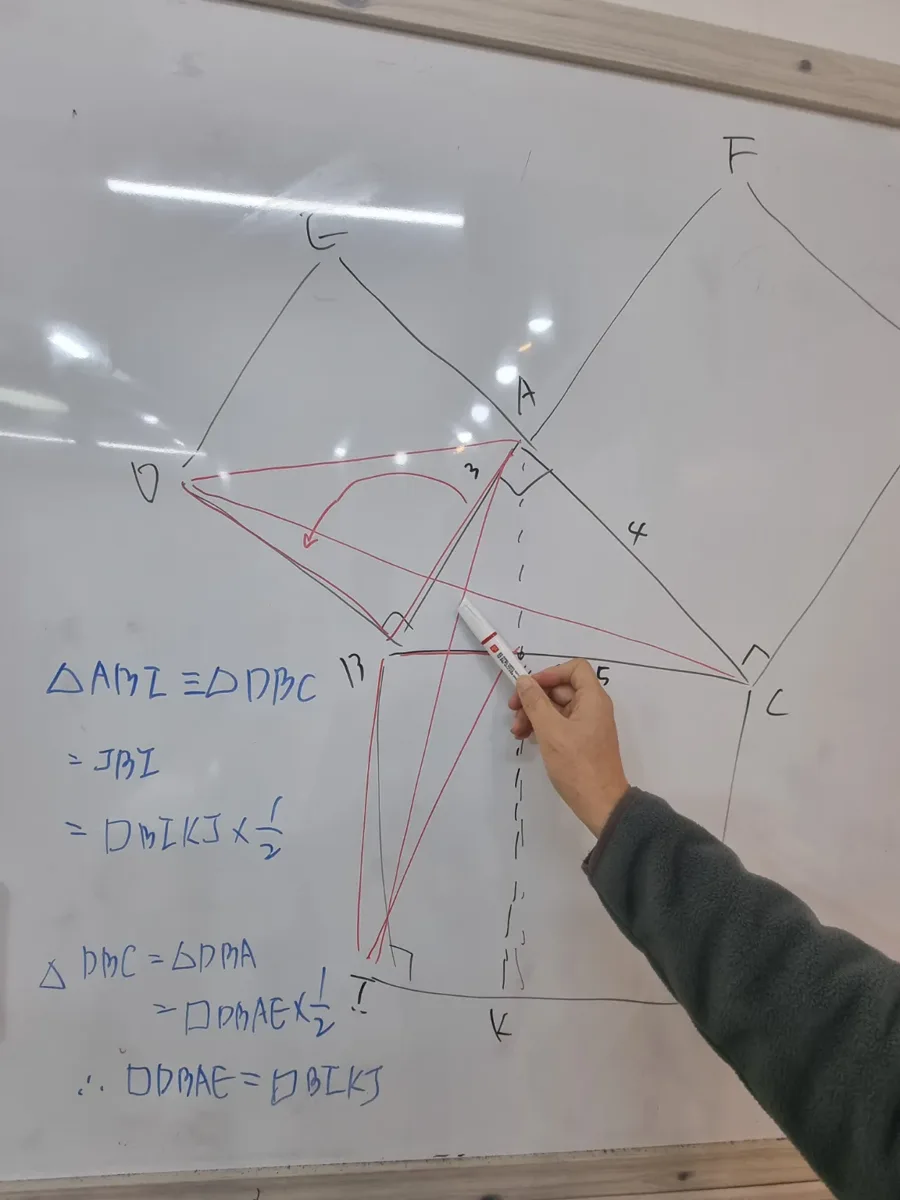 F
E
A
D
3
4
B
5
C
△ABI≡△DBC
= JBI
= □BIKJ×1/2
△DBC=△DBA
=□DBAE×1/2
I
K
∴ □DBAE=□BIKJ